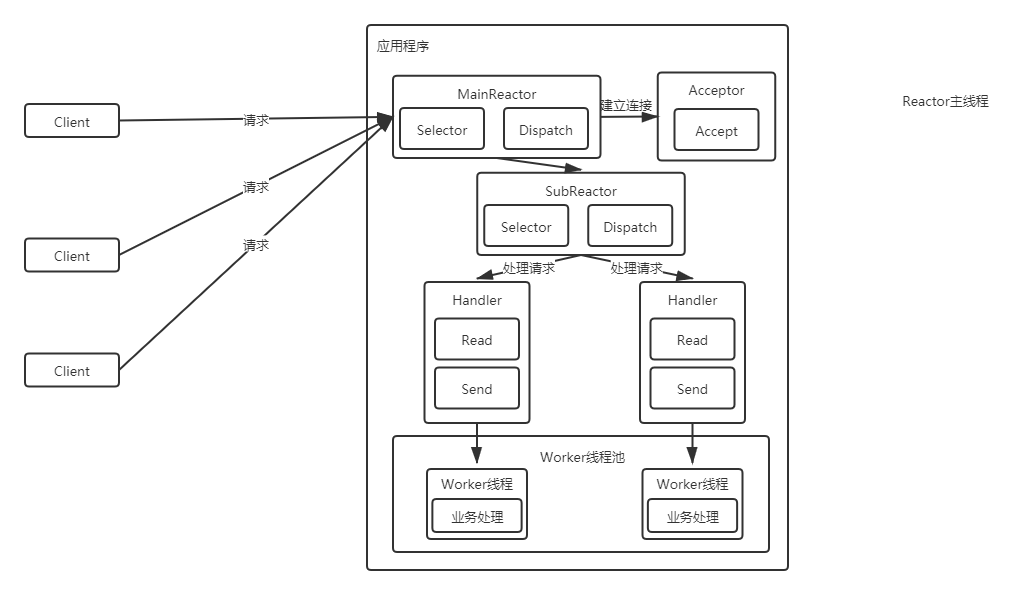 应用程序
MainReactor
Selector
Dispatch
建立连接
Acceptor
Accept
Reactor主线程
Client
请求
SubReactor
Selector
Dispatch
Client
请求
请求
处理请求
处理请求
Handler
Read
Send
Handler
Read
Send
Client
Worker线程池
Worker线程
业务处理
Worker线程
业务处理